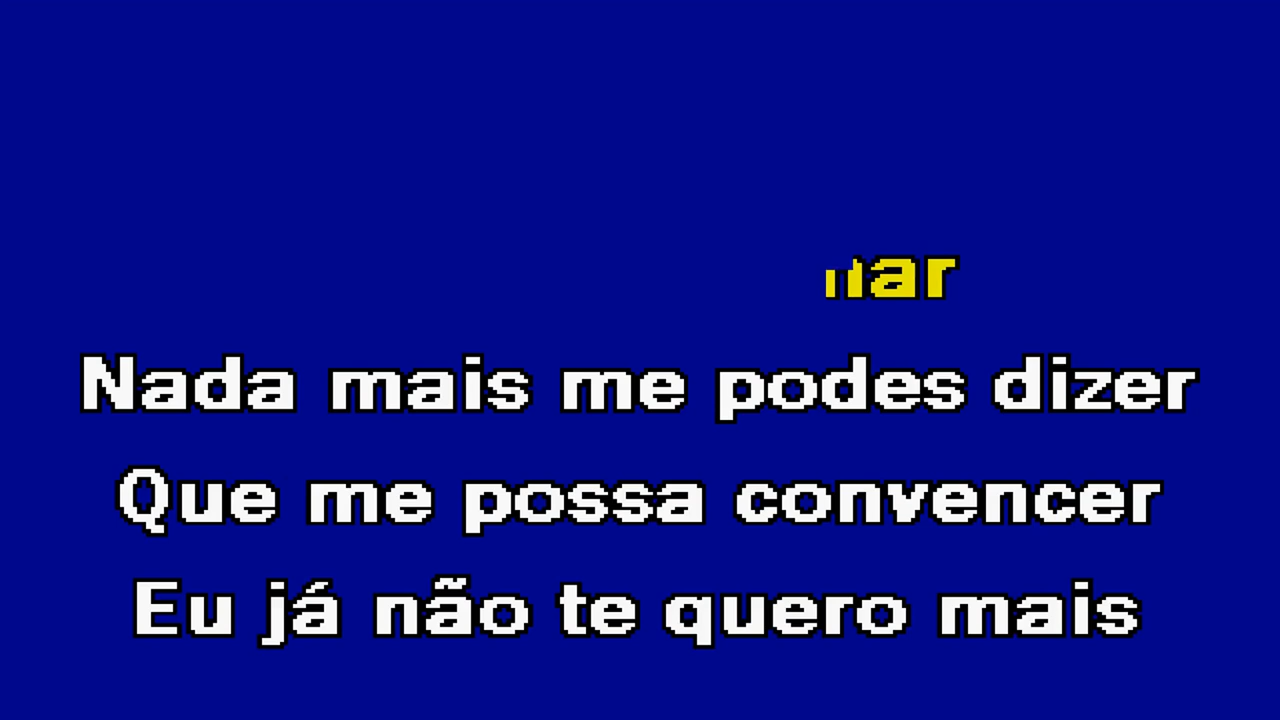 Nada mais me podes dizer
Que me possa convencer
Eu já não te quero mais